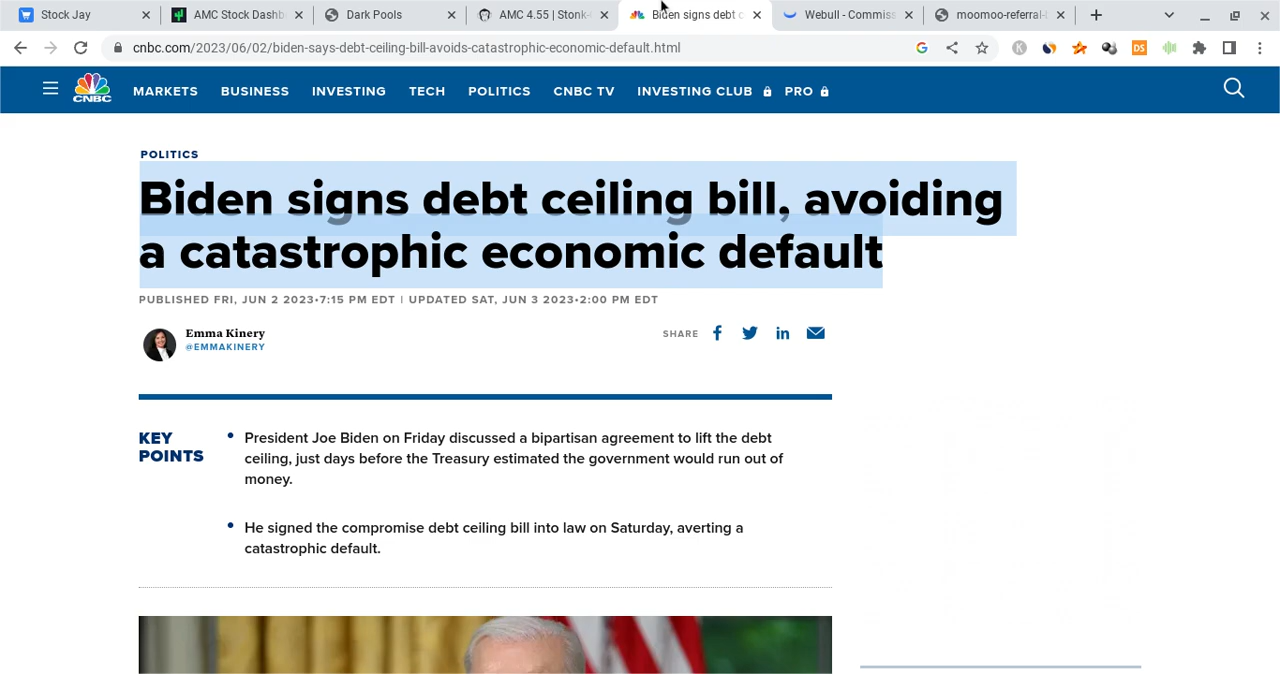 Stock Jay
AMC Stock Dashb
Dark Pools
AMC 4.55 | Stonk-
Biden signs debt c
Webull - Commiss
moomoo-referral-
cnbc.com/2023/06/02/biden-says-debt-ceiling-bill-avoids-catastrophic-economic-default.html
CNBC
MARKETS BUSINESS INVESTING TECH POLITICS CNBC TV INVESTING CLUB PRO
POLITICS
Biden signs debt ceiling bill, avoiding
a catastrophic economic default
PUBLISHED FRI, JUN 2 2023•7:15 PM EDT | UPDATED SAT, JUN 3 2023•2:00 PM EDT
Emma Kinery
@EMMAKINERY
SHARE
KEY
POINTS
President Joe Biden on Friday discussed a bipartisan agreement to lift the debt
ceiling, just days before the Treasury estimated the government would run out of
money.
He signed the compromise debt ceiling bill into law on Saturday, averting a
catastrophic default.